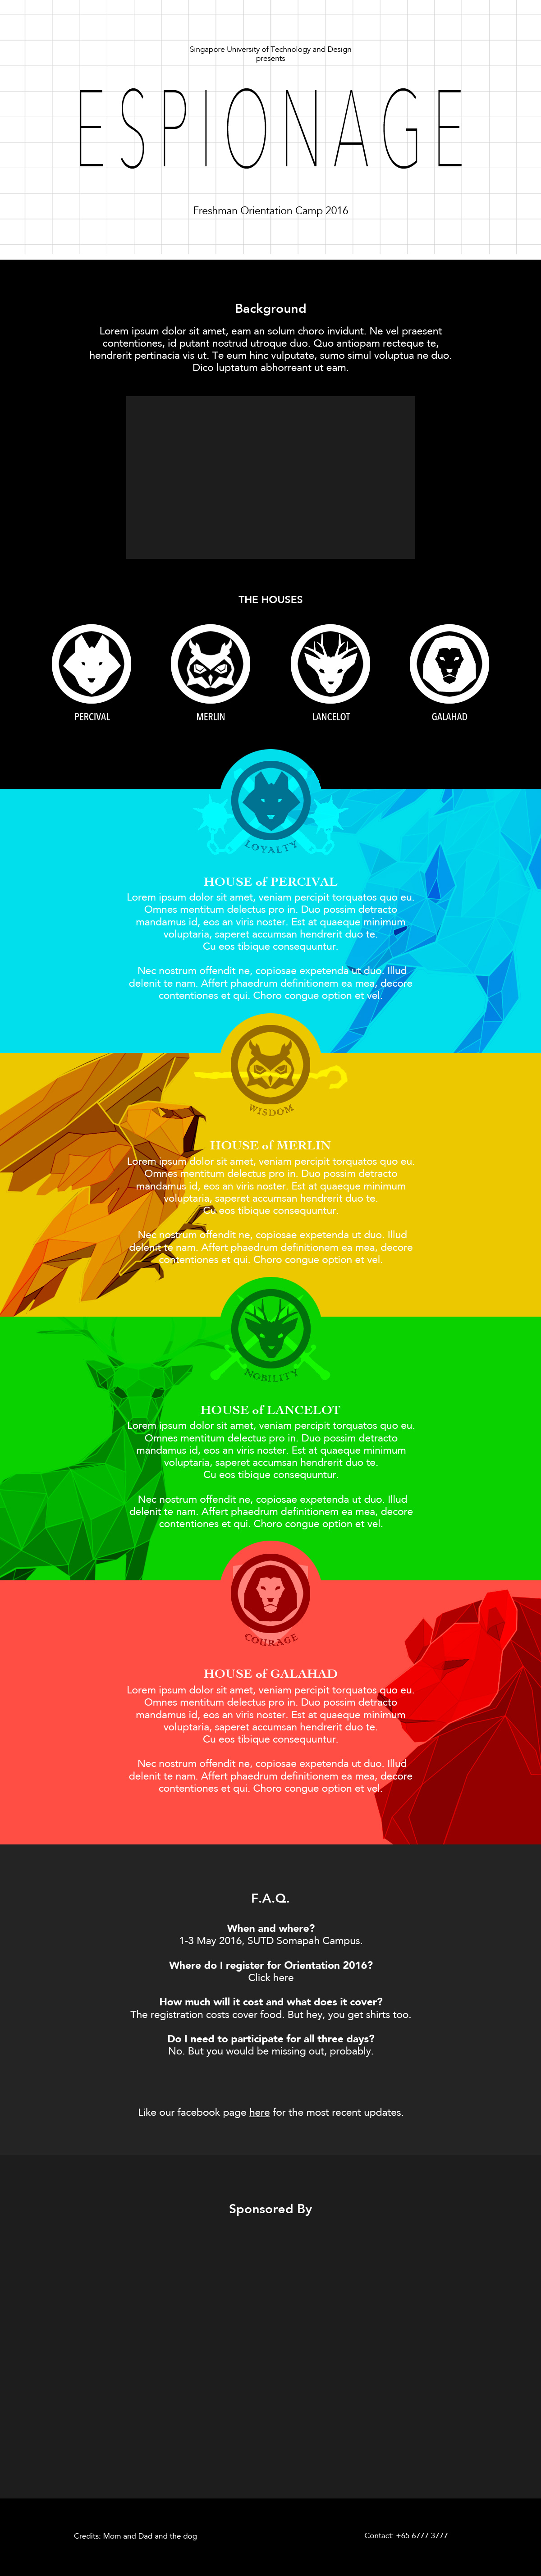 Singapore University of Technology and Design
presents
ESPIONAGE
Freshman Orientation Camp 2016
Background
Lorem ipsum dolor sit amet, eam an solum choro invidunt. Ne vel praesent
contentiones, id putant nostrud utroque duo. Quo antiopam recteque te,
hendrerit pertinacia vis ut. Te eum hinc vulputate, sumo simul voluptua ne duo.
Dico luptatum abhorreant ut eam.
THE HOUSES
PERCIVAL
MERLIN
LANCELOT
GALAHAD
LOYALTY
HOUSE of PERCIVAL
Lorem ipsum dolor sit amet, veniam percipit torquatos quo eu.
Omnes mentitum delectus pro in. Duo possim detracto
mandamus id, eos an viris noster. Est at quaeque minimum
voluptaria, saperet accumsan hendrerit duo te.
Cu eos tibique consequuntur.
Nec nostrum offendit ne, copiosae expetenda ut duo. Illud
delenit te nam. Affert phaedrum definitionem ea mea, decore
contentiones et qui. Choro congue option et vel.
WISDOM
HOUSE of MERLIN
Lorem ipsum dolor sit amet, veniam percipit torquatos quo eu.
Omnes mentitum delectus pro in. Duo possim detracto
mandamus id, eos an viris noster. Est at quaeque minimum
voluptaria, saperet accumsan hendrerit duo te.
Cu eos tibique consequuntur.
Nec nostrum offendit ne, copiosae expetenda ut duo. Illud
delenit te nam. Affert phaedrum definitionem ea mea, decore
contentiones et qui. Choro congue option et vel.
NOBILITY
HOUSE of LANCELOT
Lorem ipsum dolor sit amet, veniam percipit torquatos quo eu.
Omnes mentitum delectus pro in. Duo possim detracto
mandamus id, eos an viris noster. Est at quaeque minimum
voluptaria, saperet accumsan hendrerit duo te.
Cu eos tibique consequuntur.
Nec nostrum offendit ne, copiosae expetenda ut duo. Illud
delenit te nam. Affert phaedrum definitionem ea mea, decore
contentiones et qui. Choro congue option et vel.
COURAGE
HOUSE of GALAHAD
Lorem ipsum dolor sit amet, veniam percipit torquatos quo eu.
Omnes mentitum delectus pro in. Duo possim detracto
mandamus id, eos an viris noster. Est at quaeque minimum
voluptaria, saperet accumsan hendrerit duo te.
Cu eos tibique consequuntur.
Nec nostrum offendit ne, copiosae expetenda ut duo. Illud
delenit te nam. Affert phaedrum definitionem ea mea, decore
contentiones et qui. Choro congue option et vel.
F.A.Q.
When and where?
1-3 May 2016, SUTD Somapah Campus.
Where do I register for Orientation 2016?
Click here
How much will it cost and what does it cover?
The registration costs cover food. But hey, you get shirts too.
Do I need to participate for all three days?
No. But you would be missing out, probably.
Like our facebook page here for the most recent updates.
Sponsored By
Credits: Mom and Dad and the dog
Contact: +65 6777 3777